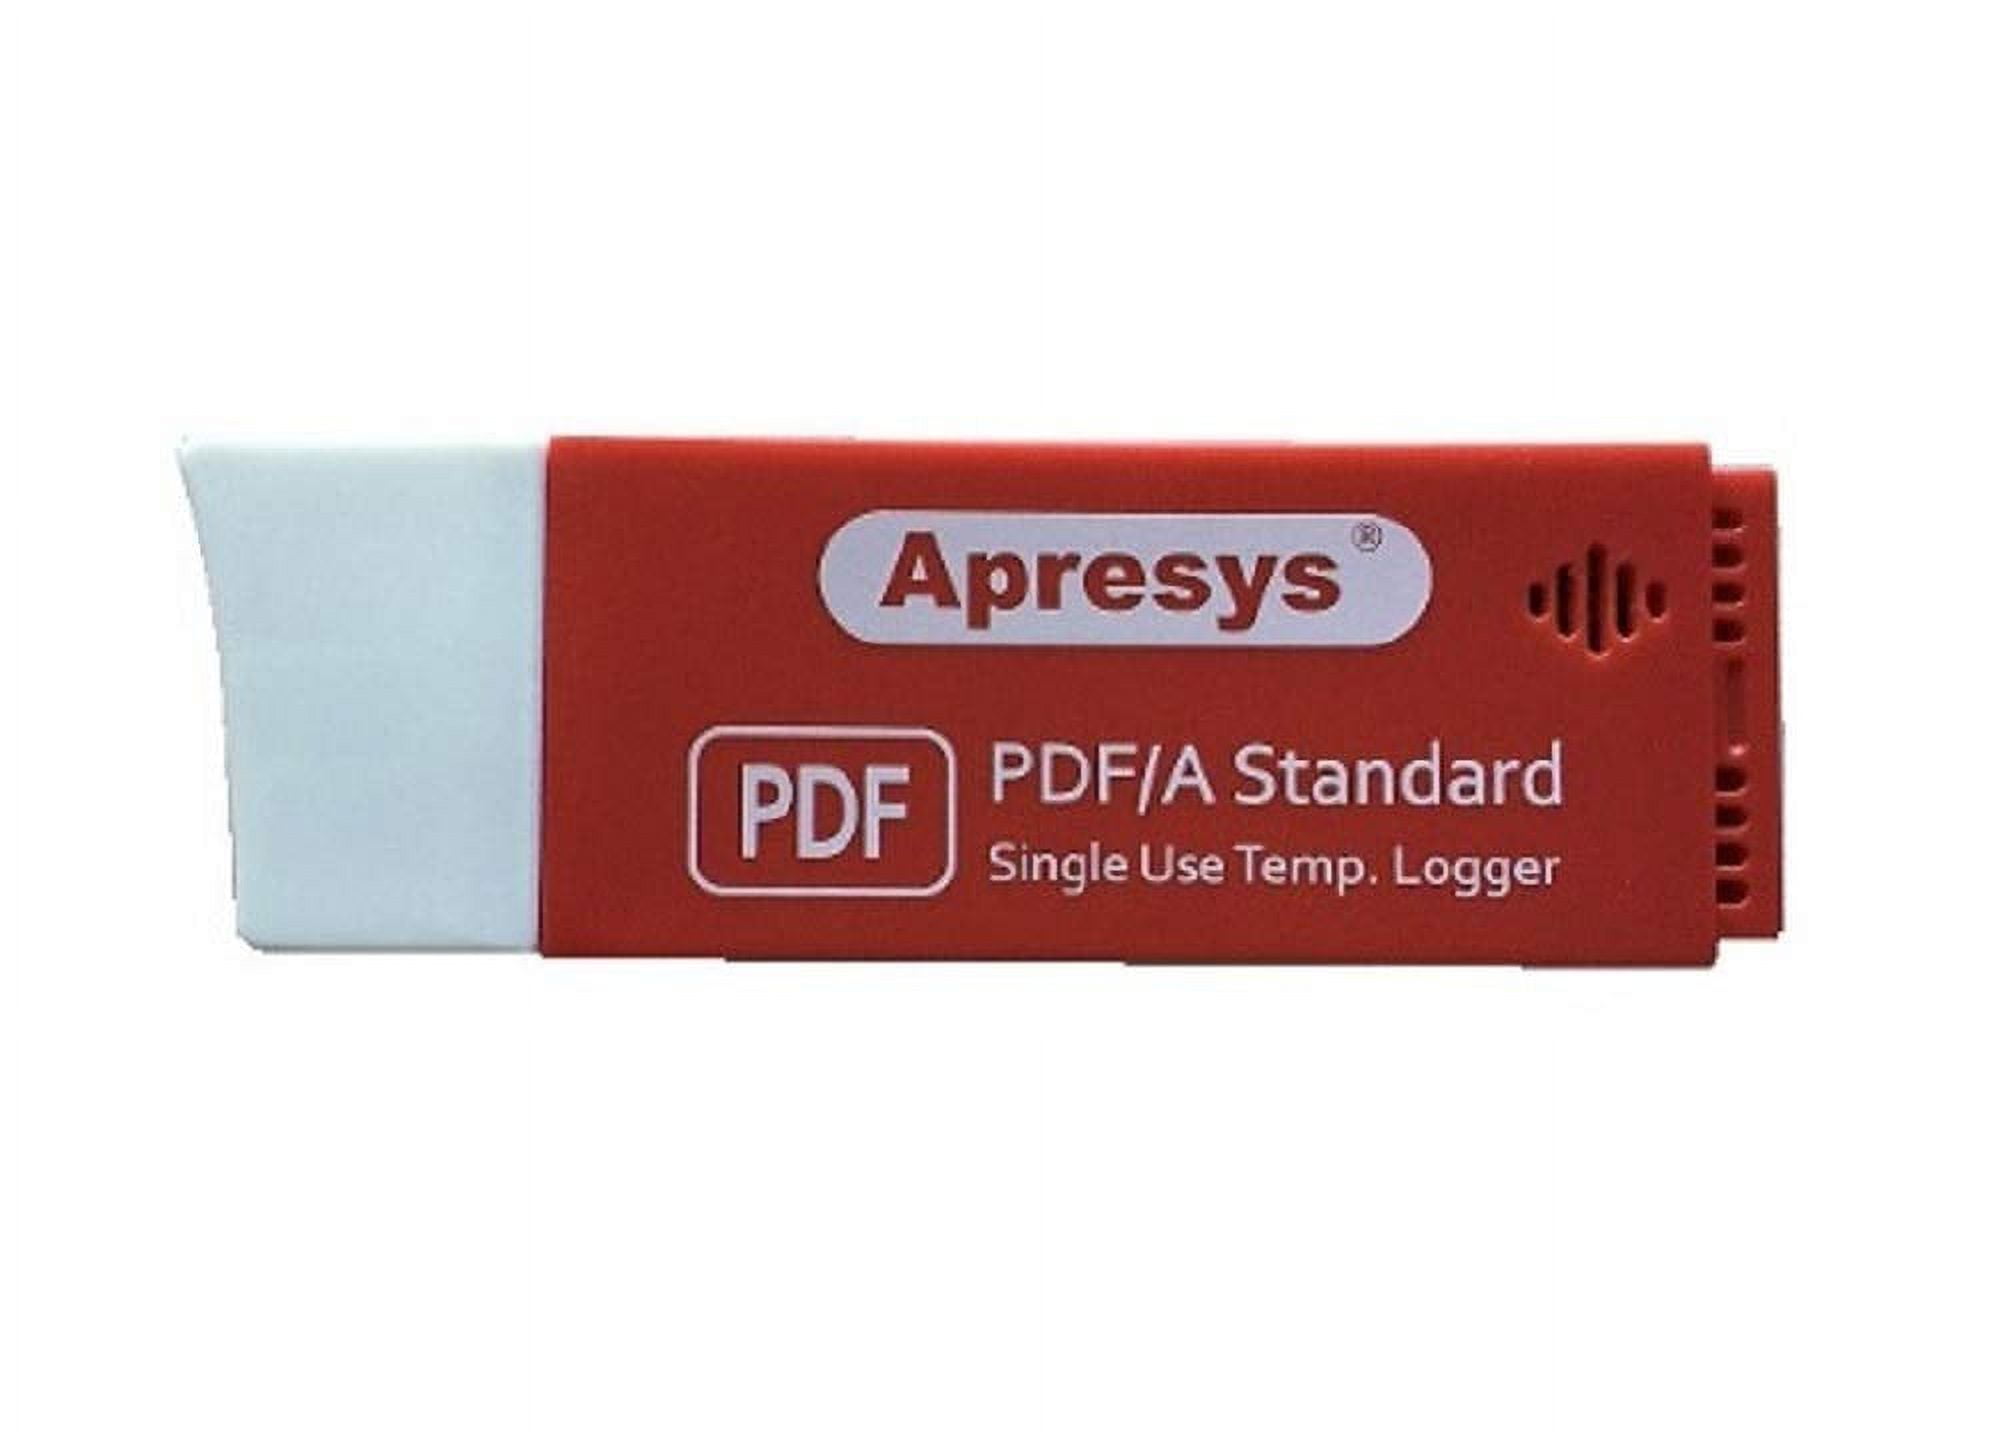 Apresys®
PDF
PDF/A Standard
Single Use Temp. Logger